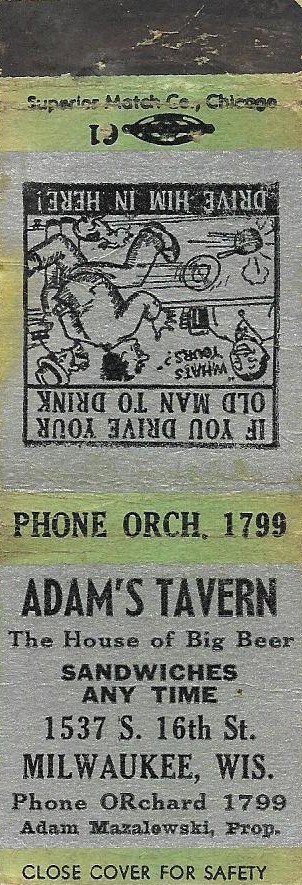 Superior Match Co., Chicago
C1
IF YOU DRIVE YOUR
OLD MAN TO DRINK
"WHAT'S
YOURS?"
DRIVE HIM IN HERE!
PHONE ORCH. 1799
ADAM'S TAVERN
The House of Big Beer
SANDWICHES
ANY TIME
1537 S. 16th St.
MILWAUKEE, WIS.
Phone ORchard 1799
Adam Mazalewski, Prop.
CLOSE COVER FOR SAFETY